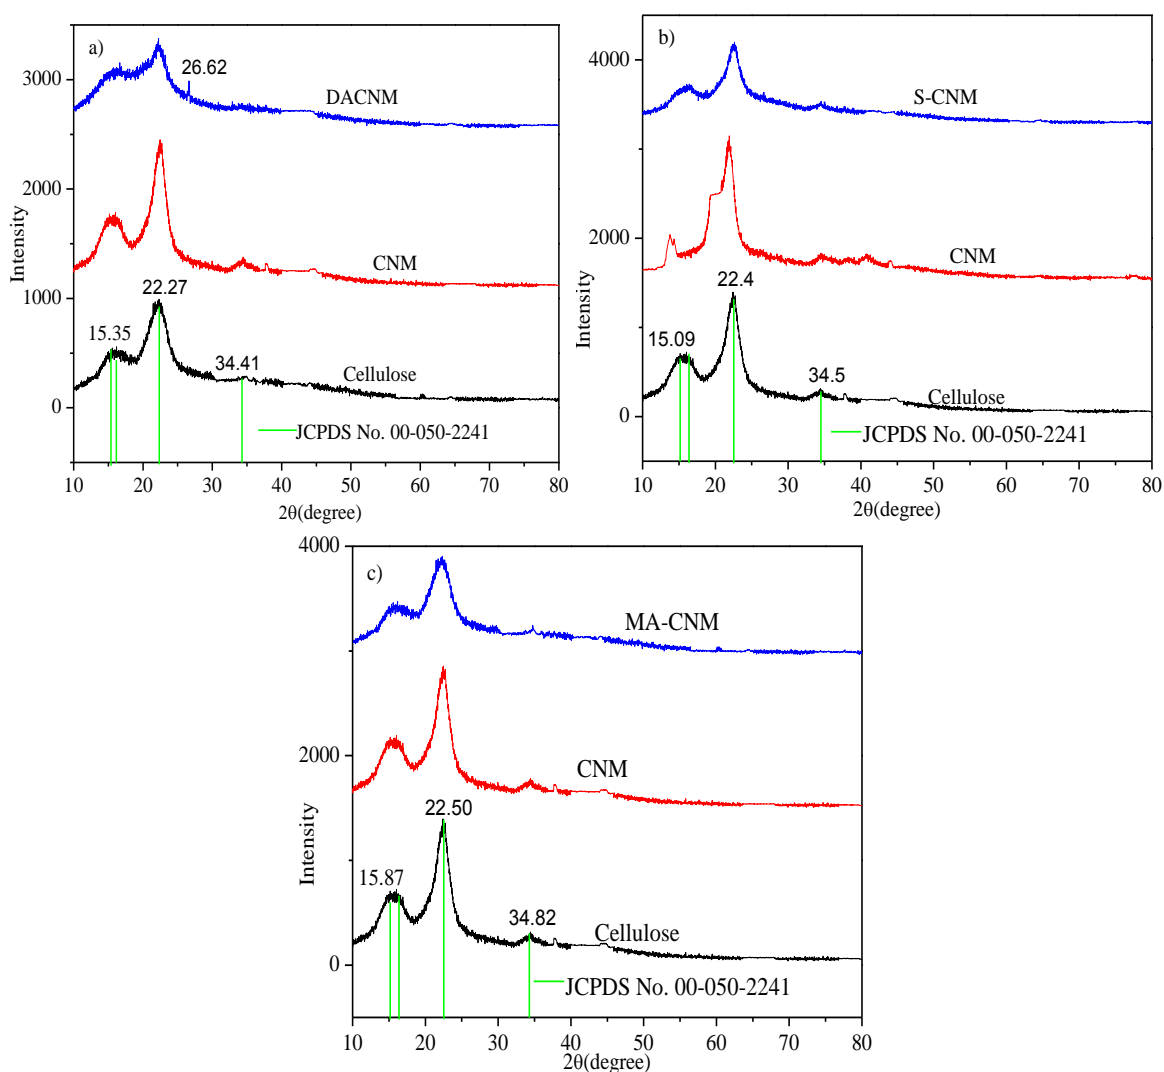 a)
26.62
DACNM
3000
2000
CNM
1000
22.27
15.35
34.41
Cellulose
0
JCPDS No. 00-050-2241
10 20 30 40 50 60 70 80
2θ(degree)
Intensity
b)
4000
S-CNM
2000
CNM
22.4
15.09
34.5
Cellulose
0
JCPDS No. 00-050-2241
10 20 30 40 50 60 70 80
2θ(degree)
Intensity
4000
c)
MA-CNM
2000
CNM
22.50
15.87
34.82
Cellulose
0
JCPDS No. 00-050-2241
10 20 30 40 50 60 70 80
2θ(degree)
Intensity